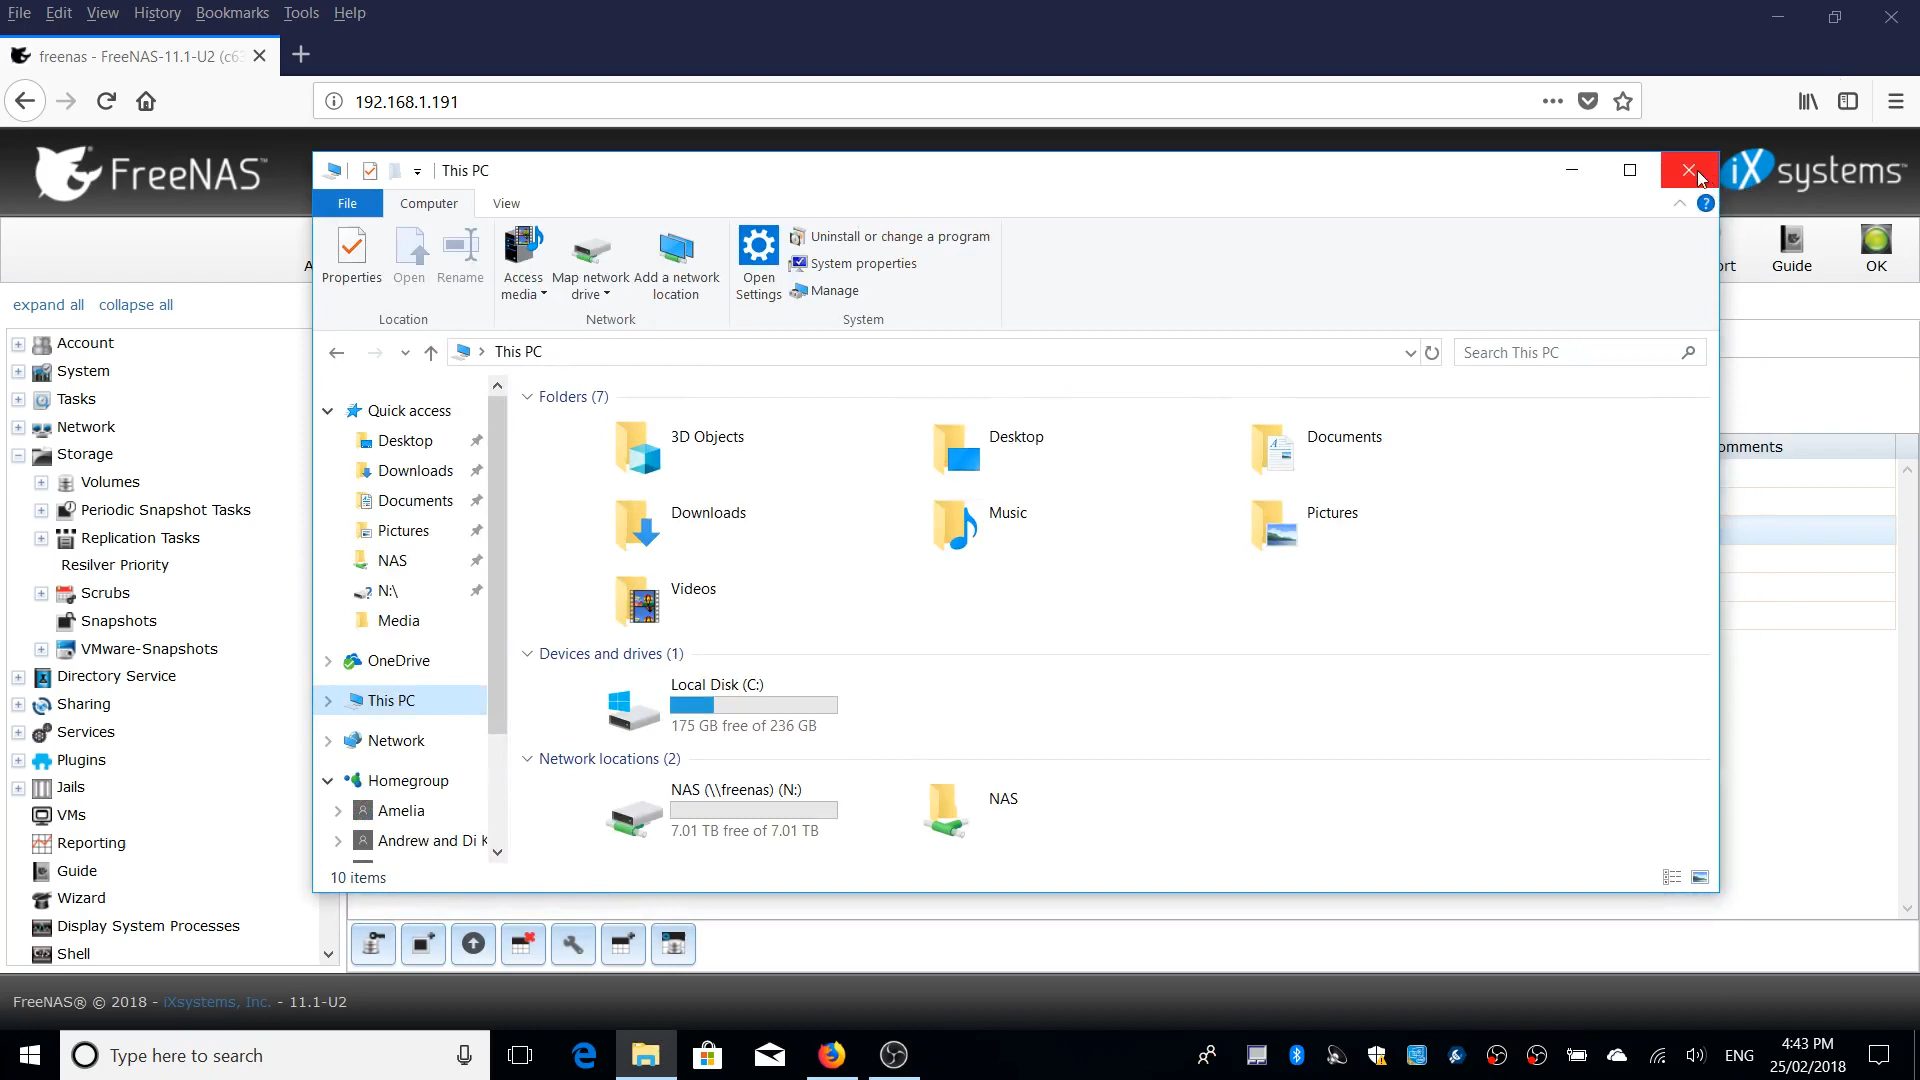 File Edit View History Bookmarks Tools Help
freenas - FreeNAS-11.1-U2 (c63
192.168.1.191
FreeNAS™
iXsystems™
This PC
File
Computer
View
Properties
Open
Rename
Access media
Map network drive
Add a network location
Open Settings
Uninstall or change a program
System properties
Manage
Location
Network
System
Guide
OK
expand all collapse all
This PC
Search This PC
Account
System
Tasks
Network
Storage
Volumes
Periodic Snapshot Tasks
Replication Tasks
Resilver Priority
Scrubs
Snapshots
VMware-Snapshots
Directory Service
Sharing
Services
Plugins
Jails
VMs
Reporting
Guide
Wizard
Display System Processes
Shell
Quick access
Desktop
Downloads
Documents
Pictures
NAS
N:\
Media
OneDrive
This PC
Network
Homegroup
Amelia
Andrew and Di K
Folders (7)
3D Objects
Desktop
Documents
Downloads
Music
Pictures
Videos
Devices and drives (1)
Local Disk (C:)
175 GB free of 236 GB
Network locations (2)
NAS (\\freenas) (N:)
7.01 TB free of 7.01 TB
NAS
10 items
omments
FreeNAS® © 2018 - iXsystems, Inc. - 11.1-U2
Type here to search
ENG
4:43 PM
25/02/2018